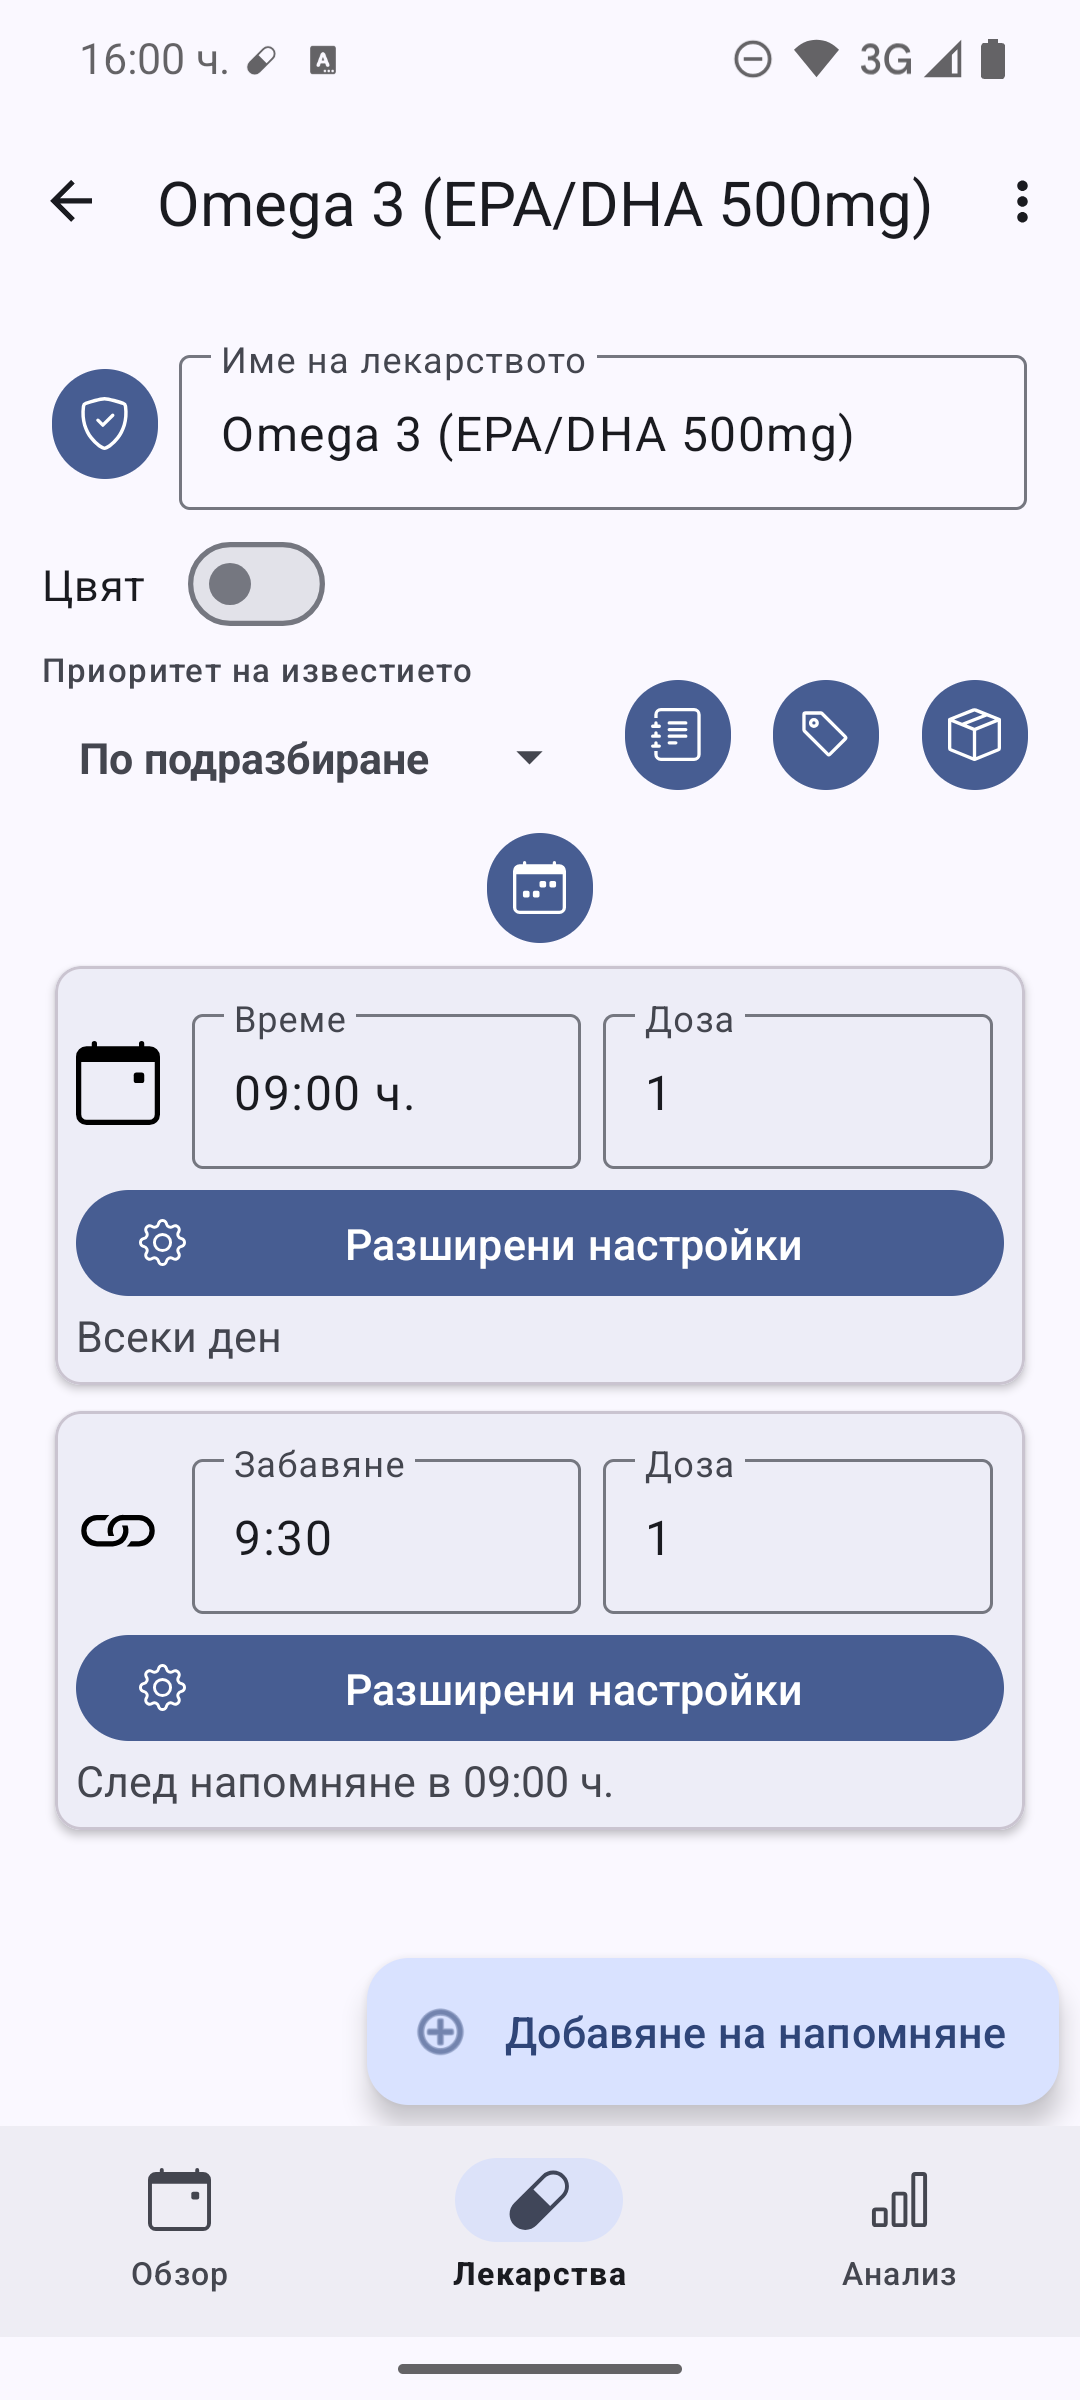 16:00 ч.
3G
Omega 3 (EPA/DHA 500mg)
Име на лекарството
Omega 3 (EPA/DHA 500mg)
Цвят
Приоритет на известието
По подразбиране
Време
09:00 ч.
Доза
1
Разширени настройки
Всеки ден
Забавяне
9:30
Доза
1
Разширени настройки
След напомняне в 09:00 ч.
Добавяне на напомняне
Обзор
Лекарства
Анализ